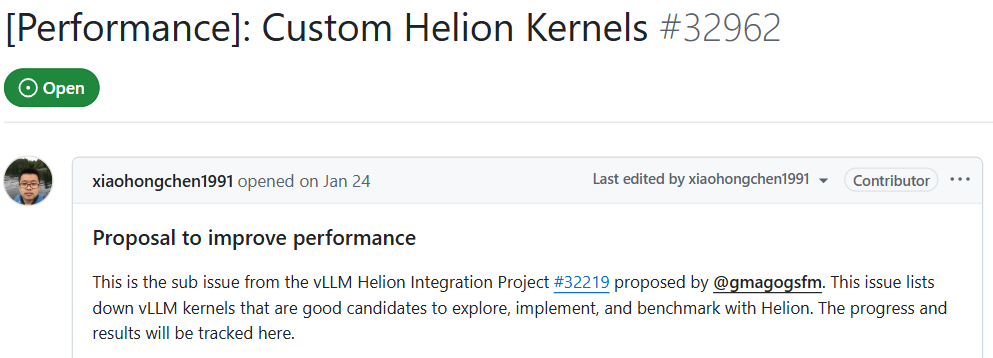 [Performance]: Custom Helion Kernels #32962
Open
xiaohongchen1991 opened on Jan 24
Last edited by xiaohongchen1991
Contributor
Proposal to improve performance
This is the sub issue from the vLLM Helion Integration Project #32219 proposed by @gmagogsfm. This issue lists
down vLLM kernels that are good candidates to explore, implement, and benchmark with Helion. The progress and
results will be tracked here.